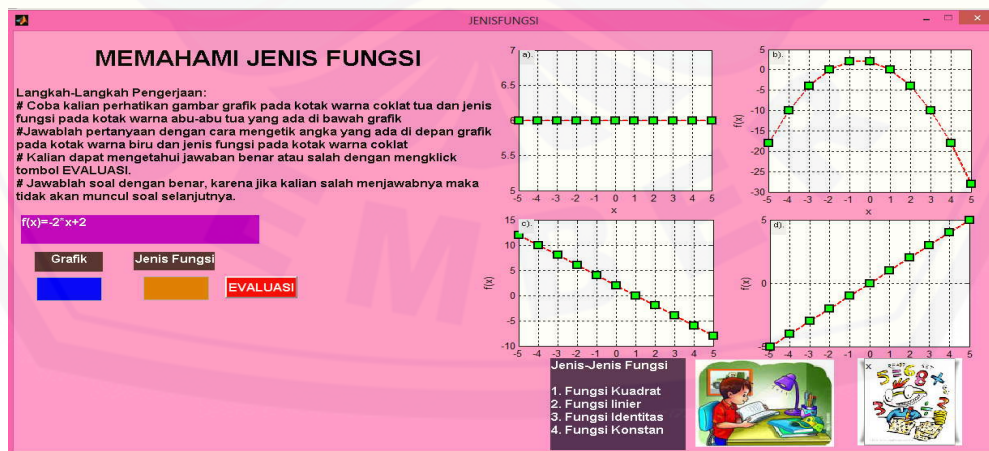 JENISFUNGSI
MEMAHAMI JENIS FUNGSI
Langkah-Langkah Pengerjaan:
# Coba kalian perhatikan gambar grafik pada kotak warna coklat tua dan jenis
fungsi pada kotak warna abu-abu tua yang ada di bawah grafik
#Jawablah pertanyaan dengan cara mengetik angka yang ada di depan grafik
pada kotak warna biru dan jenis fungsi pada kotak warna coklat
# Kalian dapat mengetahui jawaban benar atau salah dengan mengklick
tombol EVALUASI.
# Jawablah soal dengan benar, karena jika kalian salah menjawabnya maka
tidak akan muncul soal selanjutnya.
f(x)=-2*x+2
Grafik
Jenis Fungsi
EVALUASI
a).
7
6.5
6
5.5
5
-5 -4 -3 -2 -1 0 1 2 3 4 5
x
b).
f(x)
5
0
-5
-10
-15
-20
-25
-30
-5 -4 -3 -2 -1 0 1 2 3 4 5
x
c).
f(x)
15
10
5
0
-5
-10
-5 -4 -3 -2 -1 0 1 2 3 4 5
d).
f(x)
5
0
-5
-5 -4 -3 -2 -1 0 1 2 3 4 5
x
Jenis-Jenis Fungsi
1. Fungsi Kuadrat
2. Fungsi linier
3. Fungsi Identitas
4. Fungsi Konstan